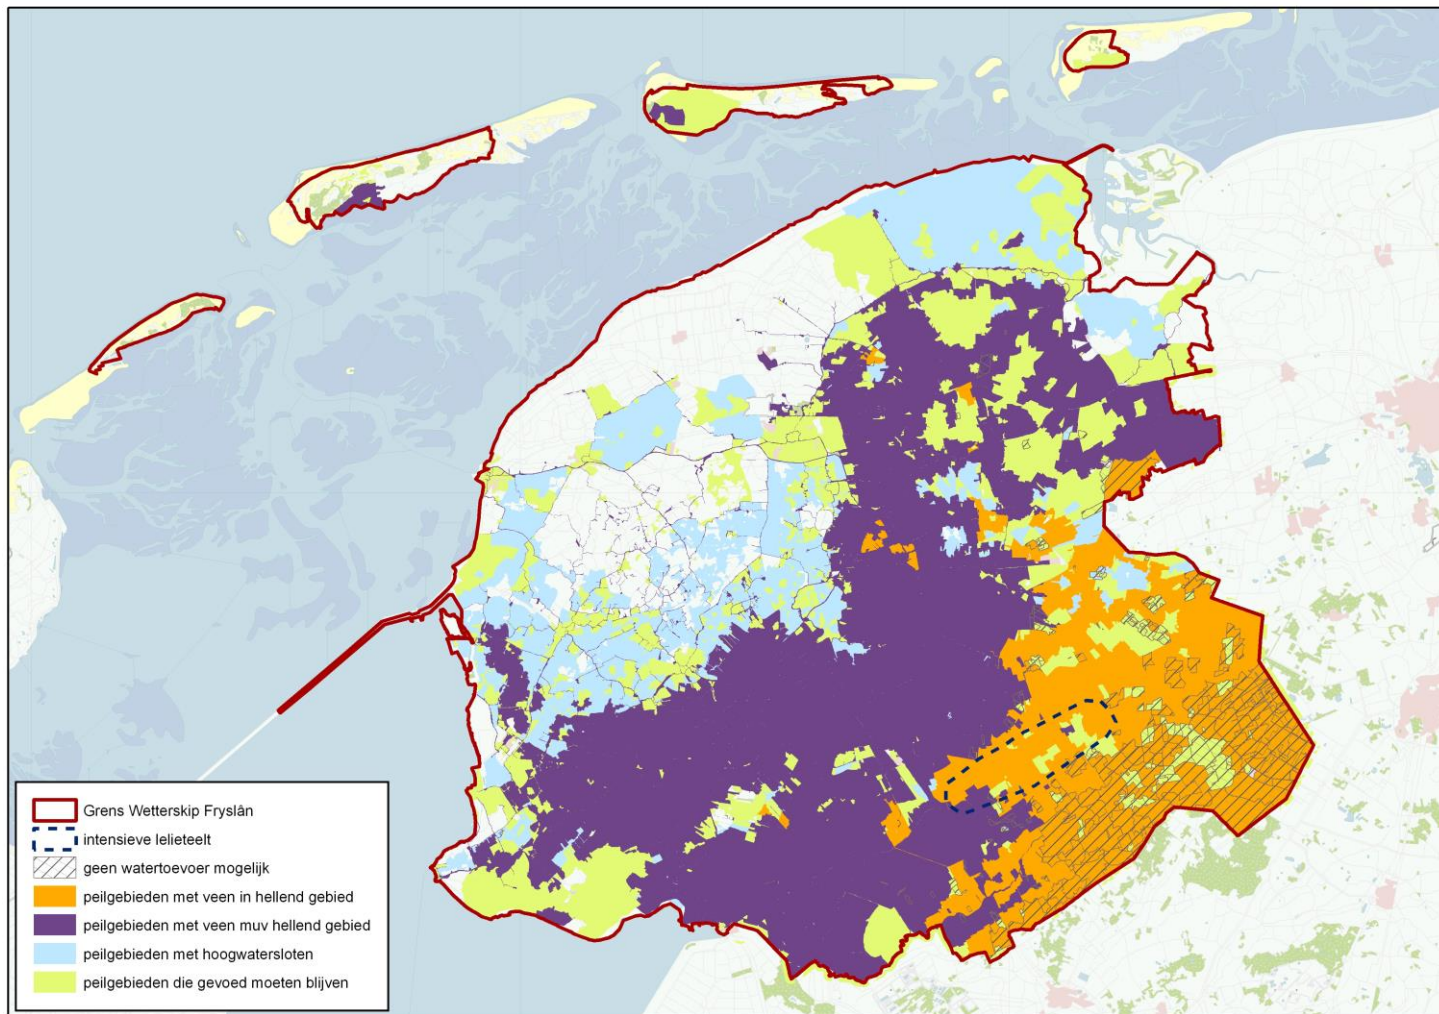 Grens Wetterskip Fryslân
intensieve lelieteelt
geen watertoevoer mogelijk
peilgebieden met veen in hellend gebied
peilgebieden met veen muv hellend gebied
peilgebieden met hoogwatersloten
peilgebieden die gevoed moeten blijven